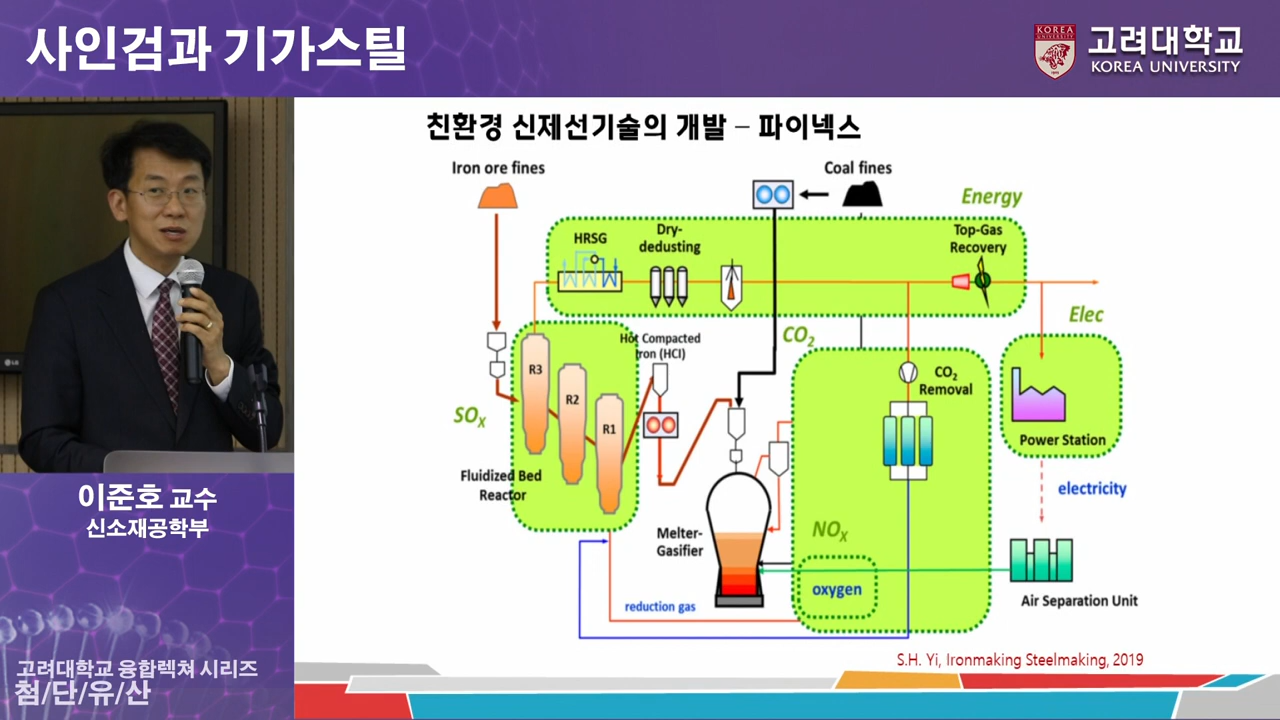 사인검과 기가스틸
KOREA
UNIVERSITY
고려대학교
KOREA UNIVERSITY
친환경 신제선기술의 개발 – 파이넥스
Iron ore fines
Coal fines
Energy
HRSG
Dry-
dedusting
Top-Gas
Recovery
Elec
CO2
Hot Compacted
Iron (HCI)
R3
R2
R1
SOX
CO2
Removal
Power Station
Fluidized Bed
Reactor
electricity
Melter-
Gasifier
NOX
oxygen
reduction gas
Air Separation Unit
S.H. Yi, Ironmaking Steelmaking, 2019
LG
이준호 교수
신소재공학부
고려대학교 융합렉쳐 시리즈
첨/단/유/산